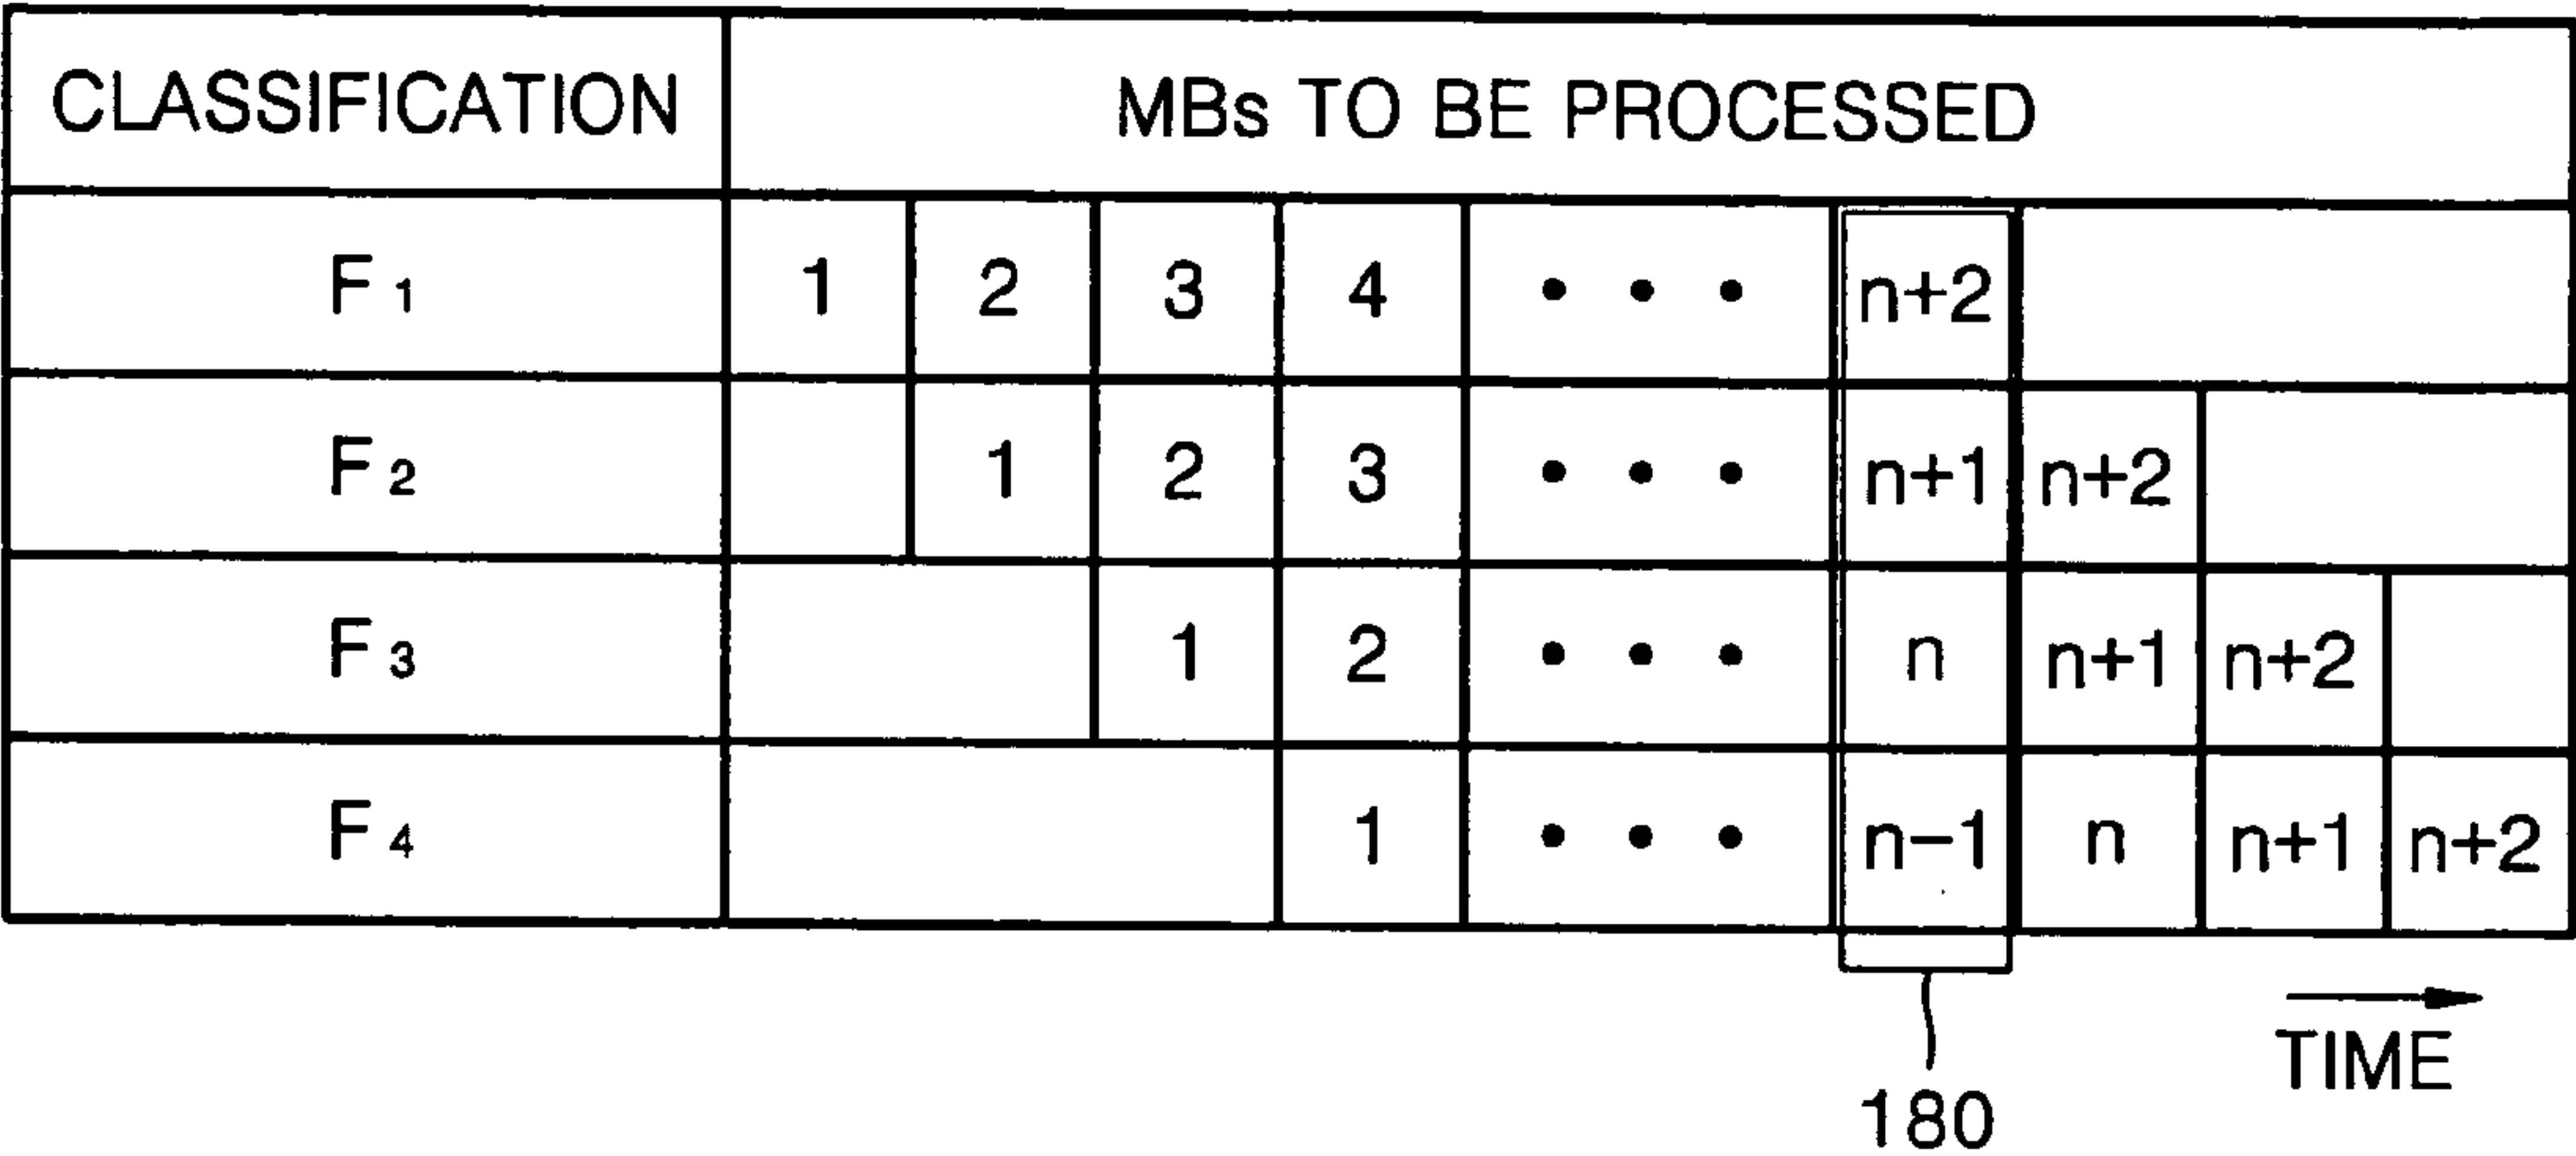 CLASSIFICATION MBs TO BE PROCESSED
F1 1 2 3 4 • • • n+2
F2 1 2 3 • • • n+1 n+2
F3 1 2 • • • n n+1 n+2
F4 1 • • • n−1 n n+1 n+2
TIME
180